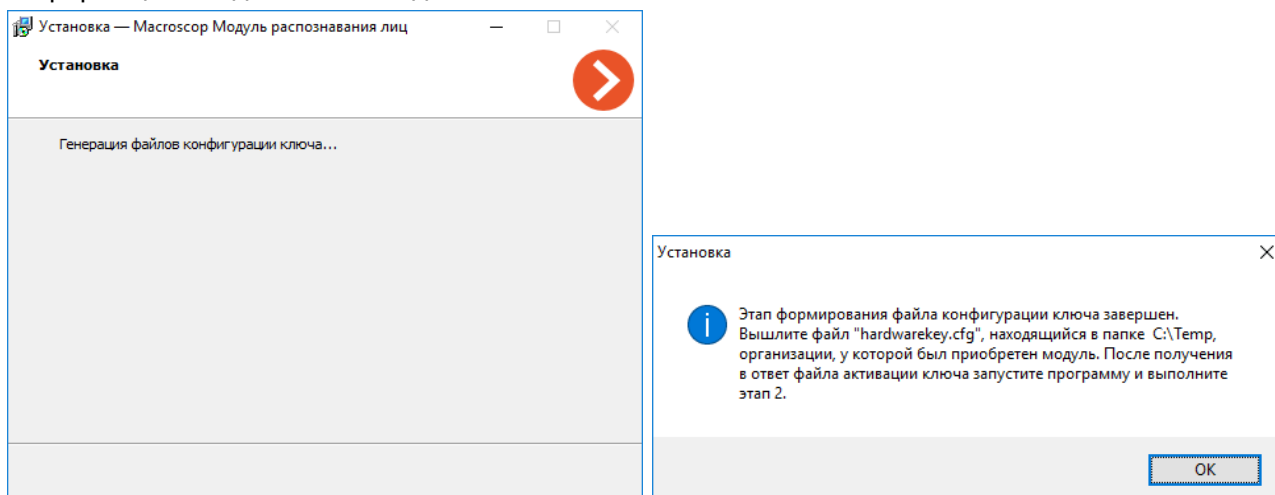 Установка — Macroscop Модуль распознавания лиц
Установка
Генерация файлов конфигурации ключа...
Установка
Этап формирования файла конфигурации ключа завершен.
Вышлите файл "hardwarekey.cfg", находящийся в папке C:\Temp,
организации, у которой был приобретен модуль. После получения
в ответ файла активации ключа запустите программу и выполните
этап 2.
OK